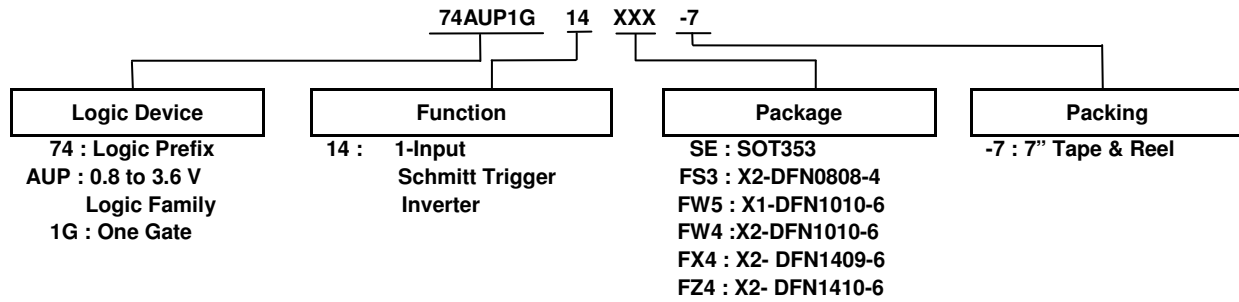 74AUP1G 14 XXX -7
Logic Device
74 : Logic Prefix
AUP : 0.8 to 3.6 V
Logic Family
1G : One Gate
Function
14 : 1-Input
Schmitt Trigger
Inverter
Package
SE : SOT353
FS3 : X2-DFN0808-4
FW5 : X1-DFN1010-6
FW4 :X2-DFN1010-6
FX4 : X2- DFN1409-6
FZ4 : X2- DFN1410-6
Packing
-7 : 7” Tape & Reel